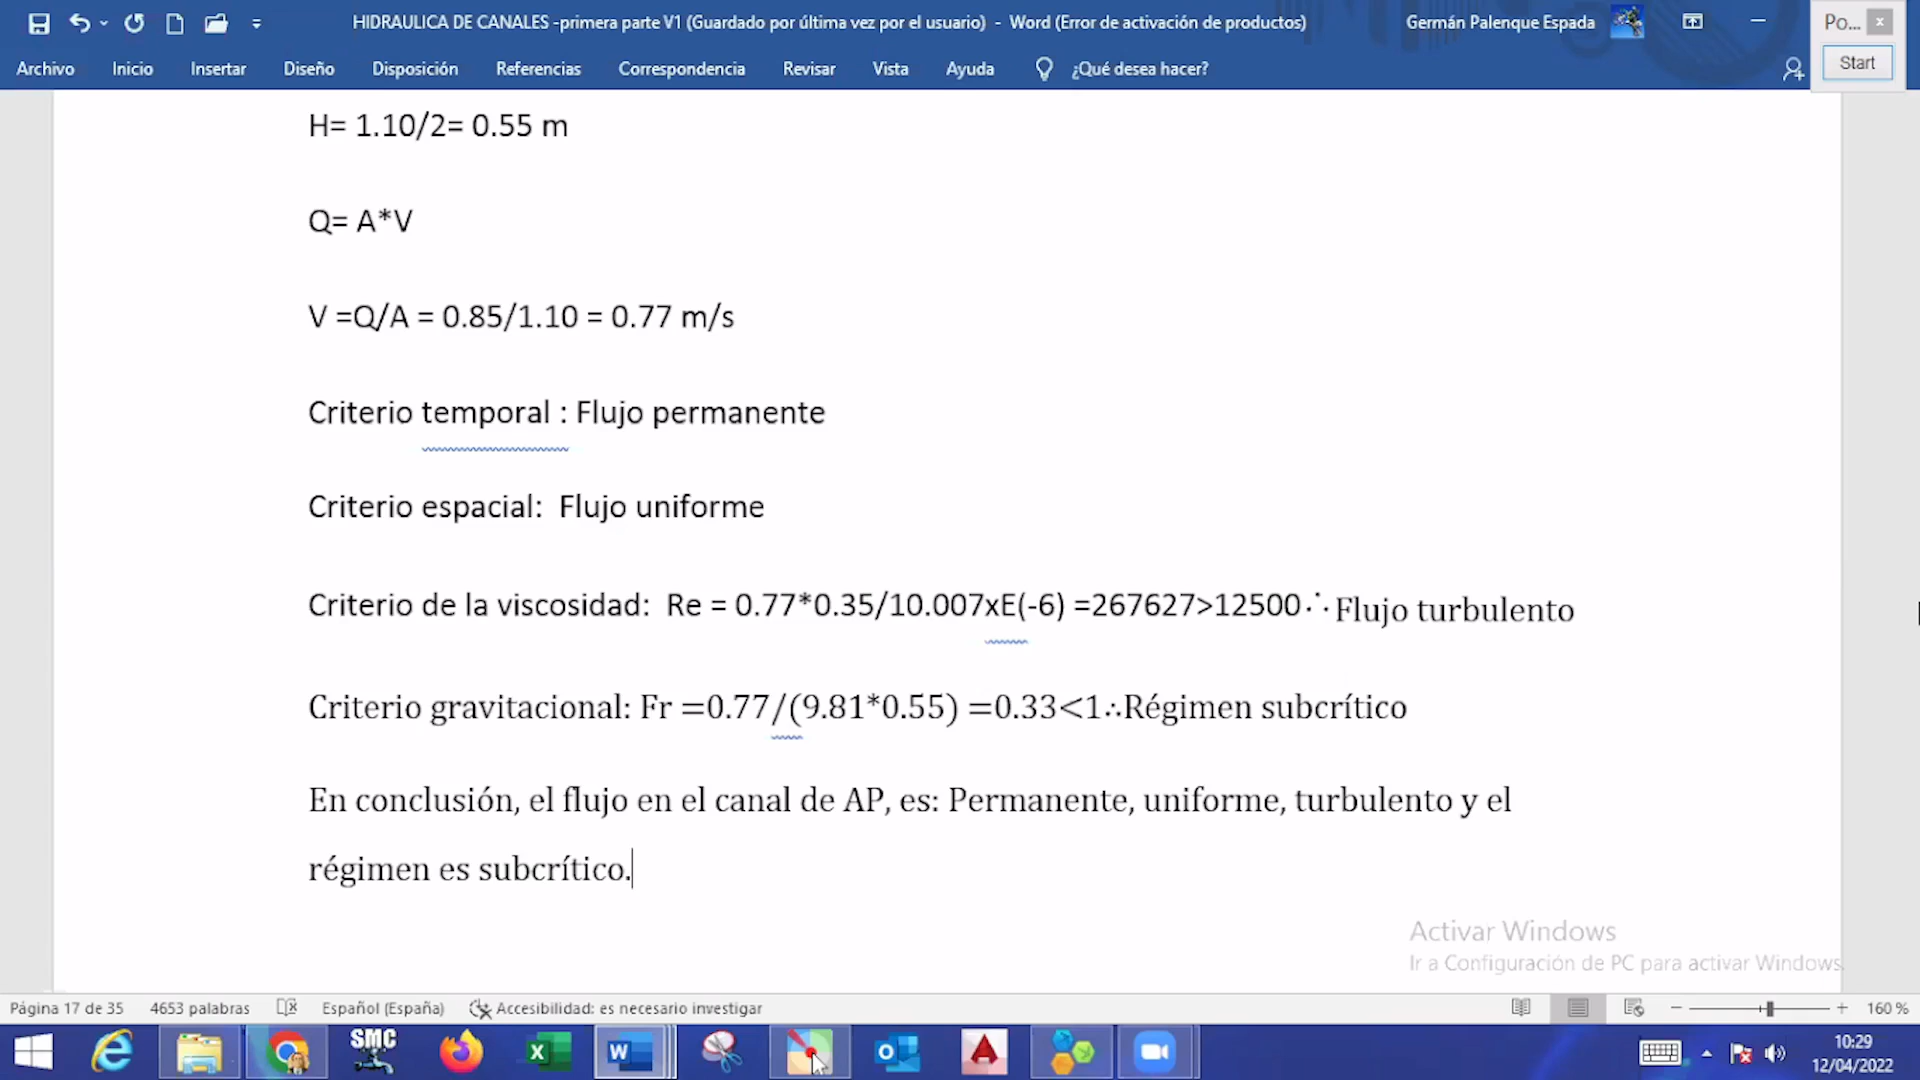 HIDRAULICA DE CANALES -primera parte V1 (Guardado por última vez por el usuario) - Word (Error de activación de productos)
Germán Palenque Espada
Po...
Start
Archivo Inicio Insertar Diseño Disposición Referencias Correspondencia Revisar Vista Ayuda ¿Qué desea hacer?
H= 1.10/2= 0.55 m
Q= A*V
V =Q/A = 0.85/1.10 = 0.77 m/s
Criterio temporal : Flujo permanente
Criterio espacial: Flujo uniforme
Criterio de la viscosidad: Re = 0.77*0.35/10.007xE(-6) =267627>12500∴Flujo turbulento
Criterio gravitacional: Fr =0.77/(9.81*0.55) =0.33<1∴Régimen subcrítico
En conclusión, el flujo en el canal de AP, es: Permanente, uniforme, turbulento y el
régimen es subcrítico.
Activar Windows
Ir a Configuración de PC para activar Windows.
Página 17 de 35 4653 palabras Español (España) Accesibilidad: es necesario investigar 160 %
SMC
10:29
12/04/2022